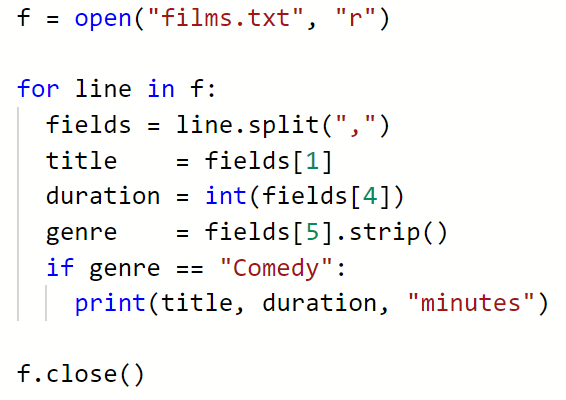 f = open("films.txt", "r")

for line in f:
  fields = line.split(",")
  title    = fields[1]
  duration = int(fields[4])
  genre    = fields[5].strip()
  if genre == "Comedy":
    print(title, duration, "minutes")

f.close()